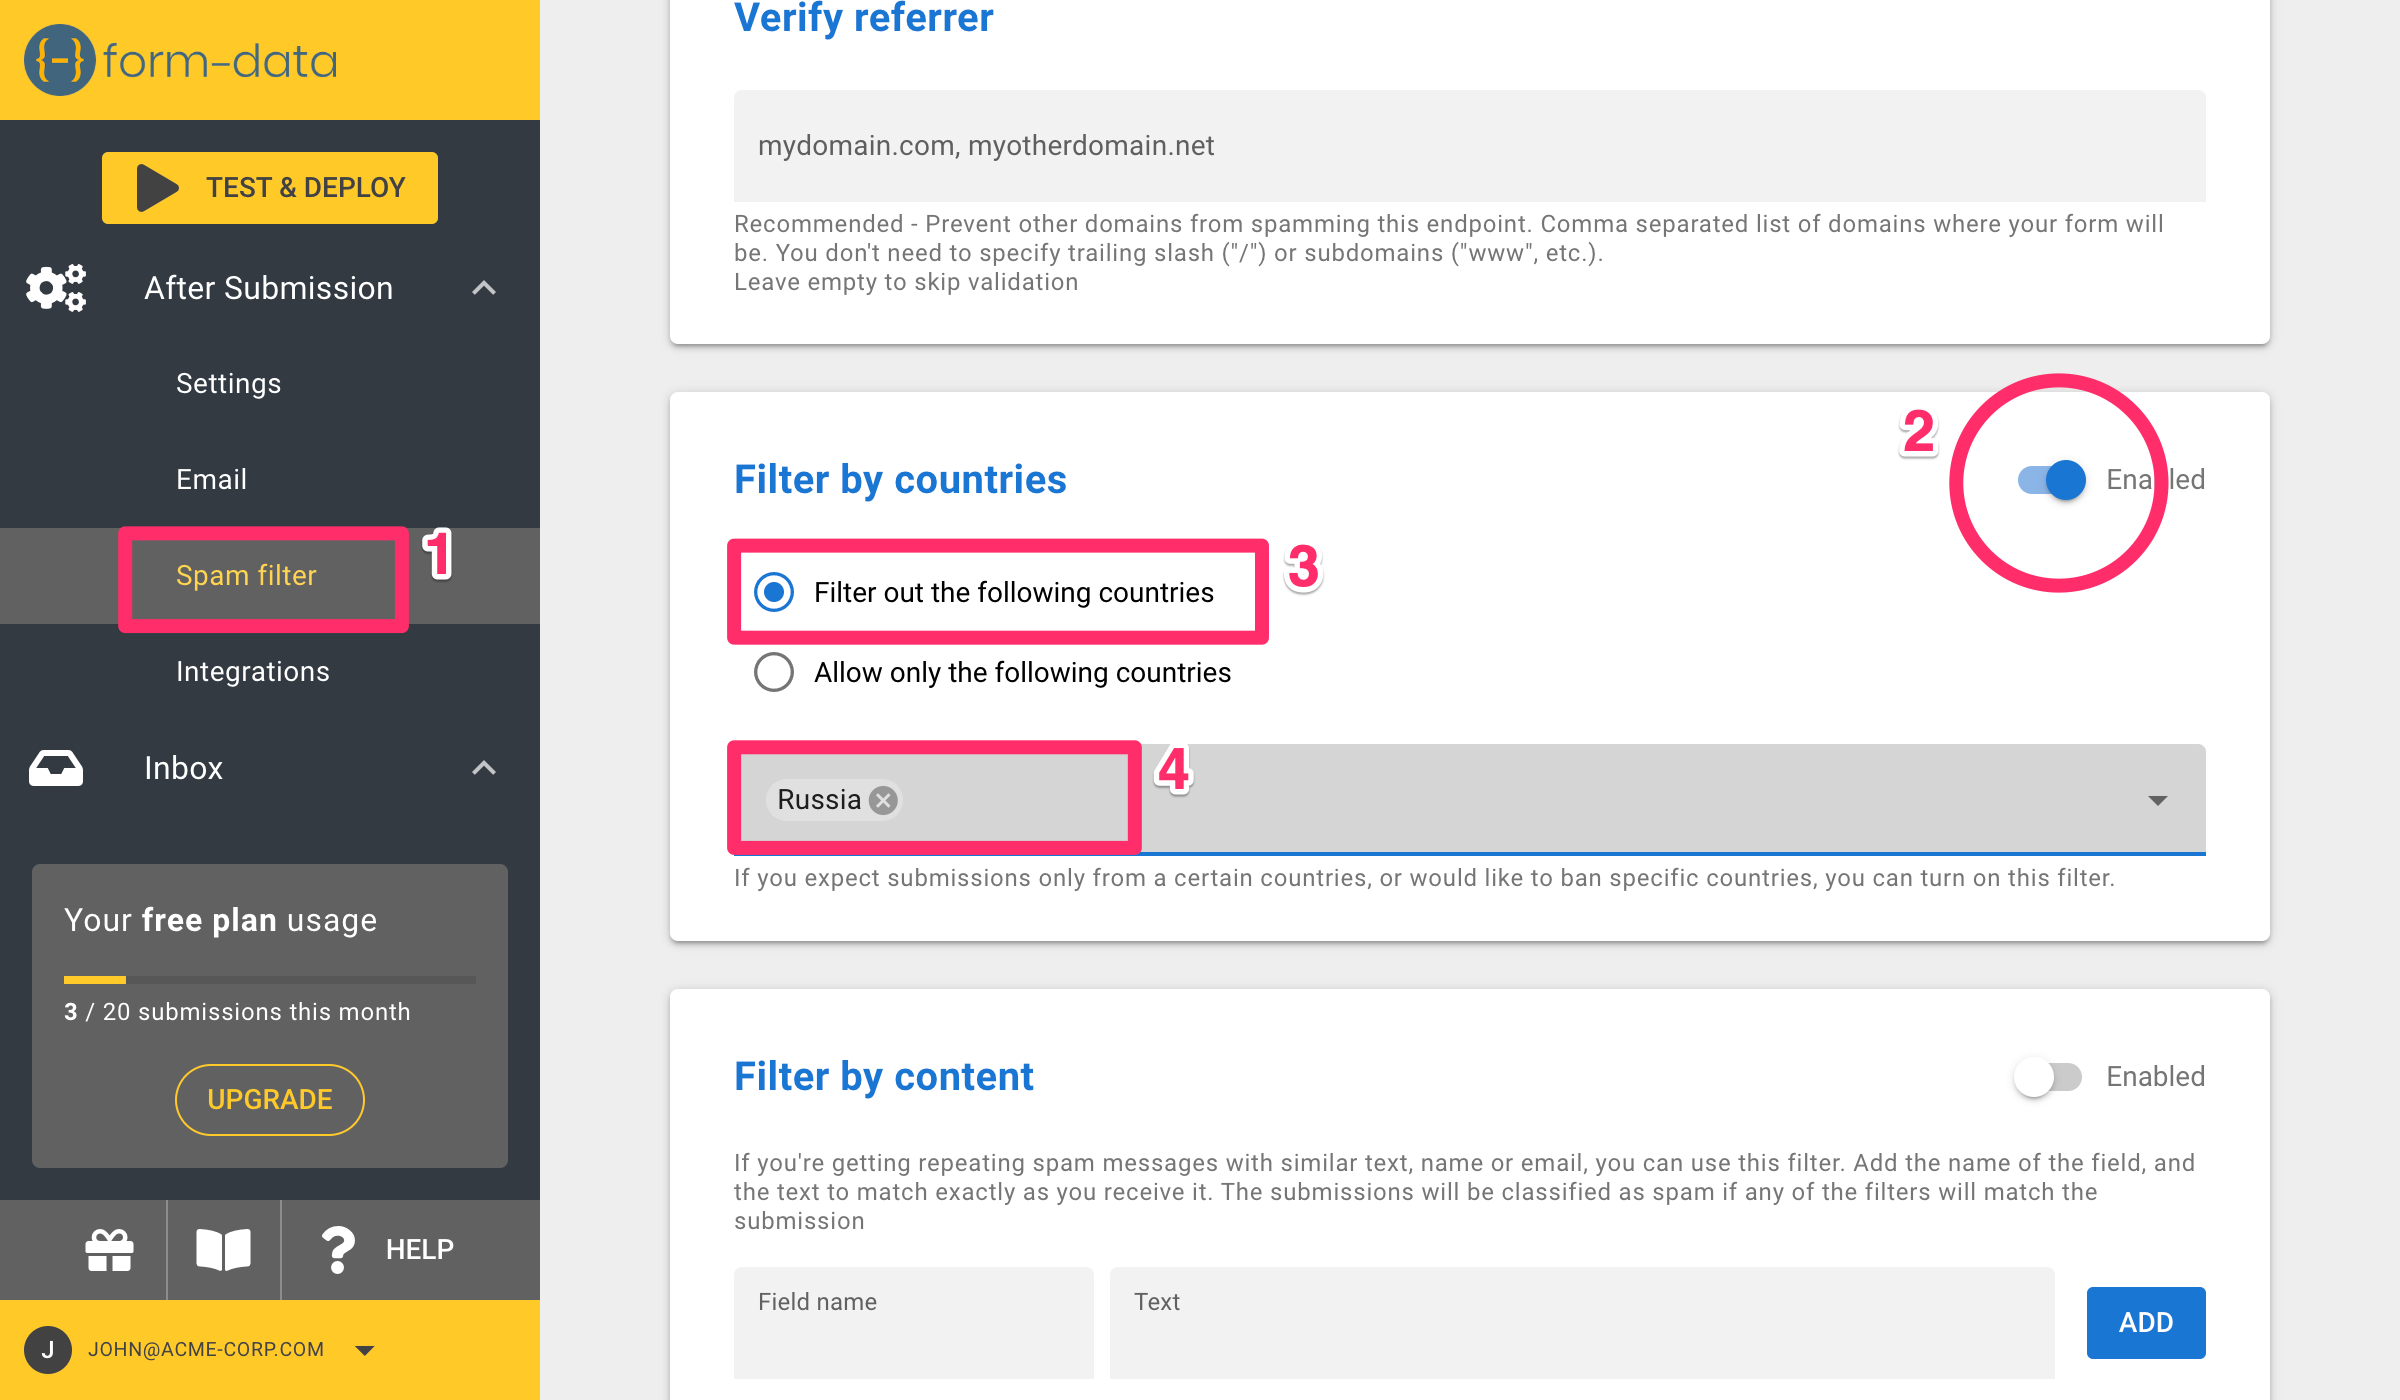 {-} form-data
TEST & DEPLOY
After Submission
Settings
Email
Spam filter
1
Integrations
Inbox
Your free plan usage
3 / 20 submissions this month
UPGRADE
HELP
J JOHN@ACME-CORP.COM
Verify referrer
mydomain.com, myotherdomain.net
Recommended - Prevent other domains from spamming this endpoint. Comma separated list of domains where your form will
be. You don't need to specify trailing slash ("/") or subdomains ("www", etc.).
Leave empty to skip validation
Filter by countries
2
Enabled
Filter out the following countries
3
Allow only the following countries
Russia
4
If you expect submissions only from a certain countries, or would like to ban specific countries, you can turn on this filter.
Filter by content
Enabled
If you're getting repeating spam messages with similar text, name or email, you can use this filter. Add the name of the field, and
the text to match exactly as you receive it. The submissions will be classified as spam if any of the filters will match the
submission
Field name
Text
ADD